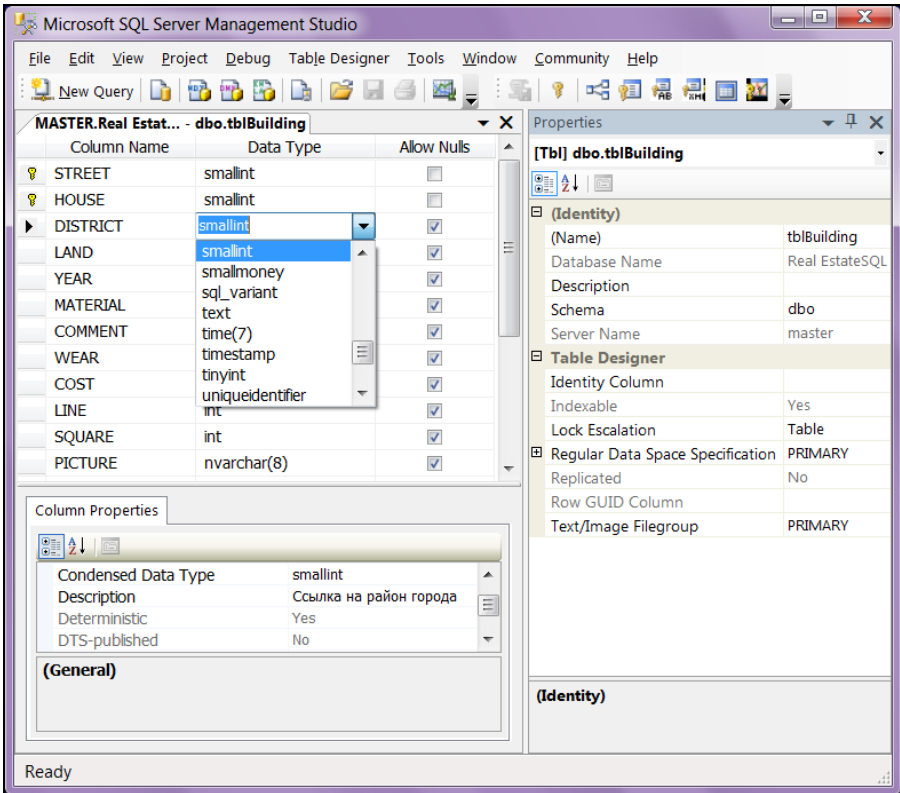 Microsoft SQL Server Management Studio
File Edit View Project Debug Table Designer Tools Window Community Help
New Query
MASTER.Real Estat... - dbo.tblBuilding
Column Name Data Type Allow Nulls
STREET smallint
HOUSE smallint
DISTRICT smallint
LAND
YEAR
MATERIAL
COMMENT
WEAR
COST
LINE int
SQUARE int
PICTURE nvarchar(8)
smallint
smallmoney
sql_variant
text
time(7)
timestamp
tinyint
uniqueidentifier
Column Properties
Condensed Data Type smallint
Description Ссылка на район города
Deterministic Yes
DTS-published No
(General)
Properties
[Tbl] dbo.tblBuilding
(Identity)
(Name) tblBuilding
Database Name Real EstateSQL
Description
Schema dbo
Server Name master
Table Designer
Identity Column
Indexable Yes
Lock Escalation Table
Regular Data Space Specification PRIMARY
Replicated No
Row GUID Column
Text/Image Filegroup PRIMARY
(Identity)
Ready